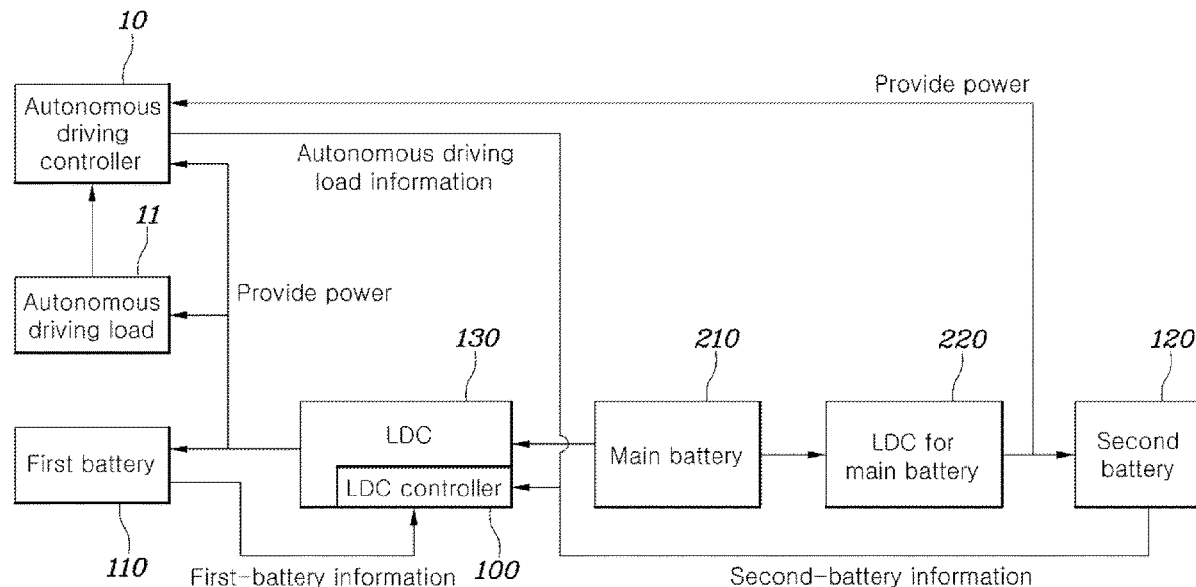 10
Autonomous
driving
controller
Provide power
Autonomous driving
load information
11
Autonomous
driving load
Provide power
130
210
220
120
First battery
LDC
LDC controller
Main battery
LDC for
main battery
Second
battery
110
First-battery information
100
Second-battery information